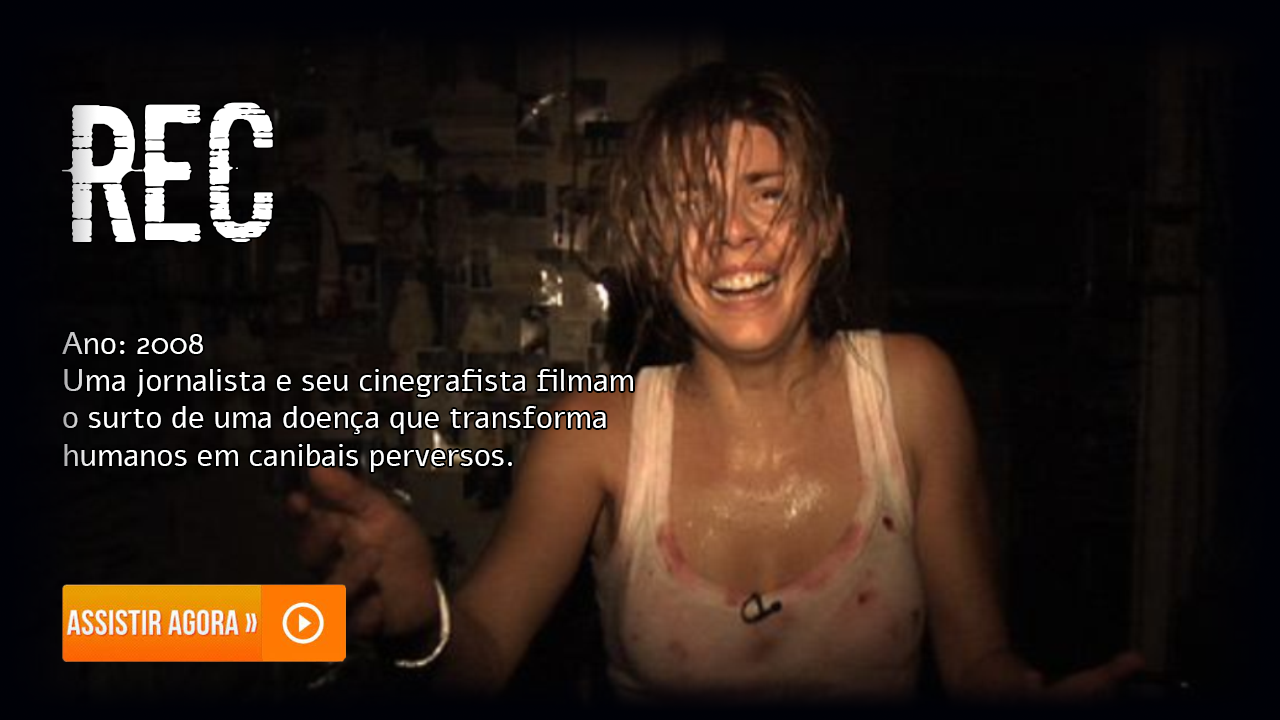 REC
Ano: 2008
Uma jornalista e seu cinegrafista filmam
o surto de uma doença que transforma
humanos em canibais perversos.
ASSISTIR AGORA »